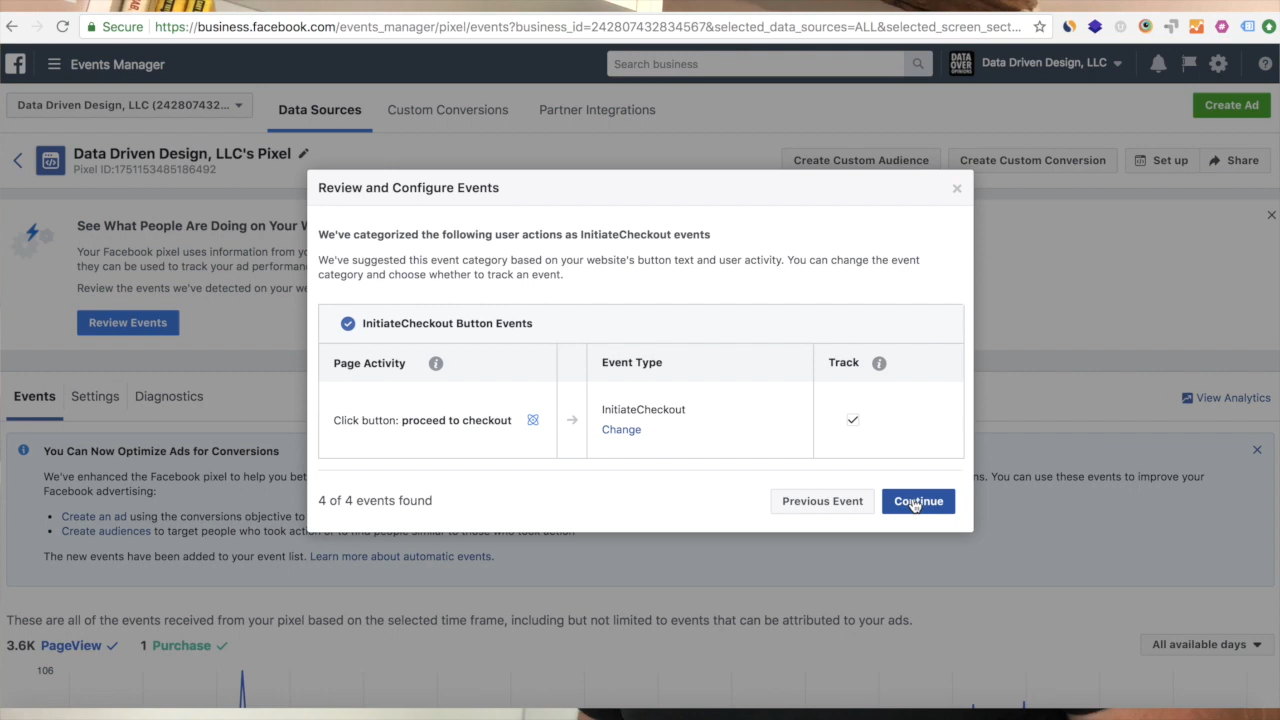 Secure https://business.facebook.com/events_manager/pixel/events?business_id=242807432834567&selected_data_sources=ALL&selected_screen_sect...
Events Manager
Search business
DATA OVER OPINIONS
Data Driven Design, LLC
Data Driven Design, LLC (242807432...
Data Sources
Custom Conversions
Partner Integrations
Create Ad
Data Driven Design, LLC's Pixel
Pixel ID:1751153485186492
Create Custom Audience
Create Custom Conversion
Set up
Share
See What People Are Doing on Your W
Your Facebook pixel uses information from yo
they can be used to track your ad performan
Review the events we've detected on your we
Review Events
Review and Configure Events
We've categorized the following user actions as InitiateCheckout events
We've suggested this event category based on your website's button text and user activity. You can change the event
category and choose whether to track an event.
InitiateCheckout Button Events
Page Activity
Event Type
Track
Click button: proceed to checkout
InitiateCheckout
Change
4 of 4 events found
Previous Event
Continue
Events
Settings
Diagnostics
View Analytics
You Can Now Optimize Ads for Conversions
We've enhanced the Facebook pixel to help you bet
ns. You can use these events to improve your
Facebook advertising:
• Create an ad using the conversions objective to
• Create audiences to target people who took action or to find people similar to those who took action
The new events have been added to your event list. Learn more about automatic events.
These are all of the events received from your pixel based on the selected time frame, including but not limited to events that can be attributed to your ads.
3.6K PageView
1 Purchase
All available days
106